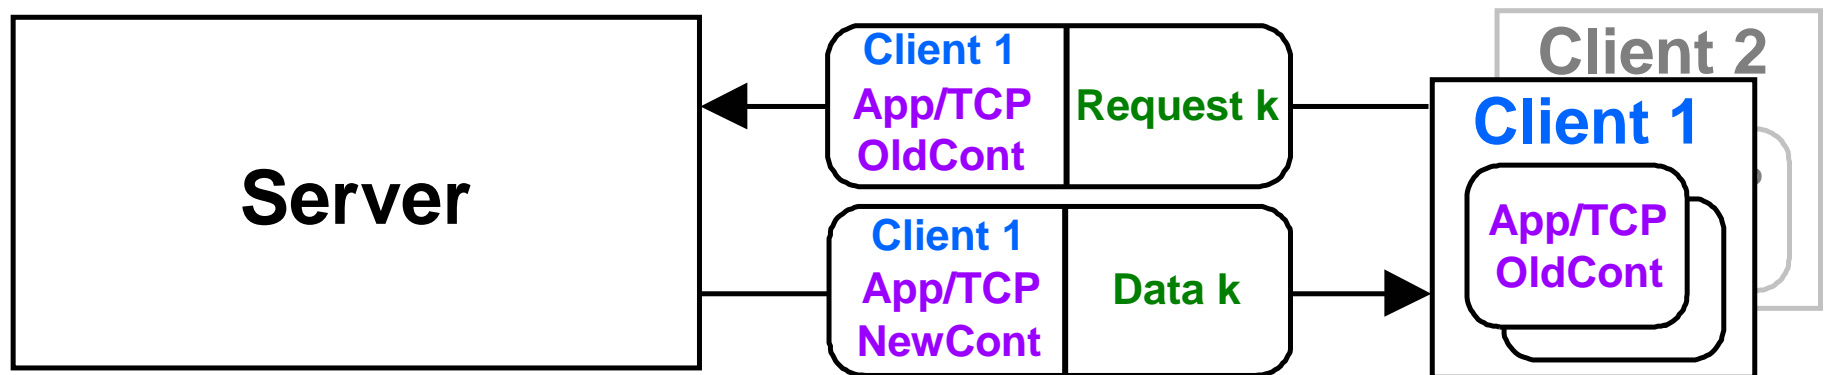 Server
Client 1
App/TCP
OldCont
Request k
Client 1
App/TCP
NewCont
Data k
Client 2
Client 1
App/TCP
OldCont